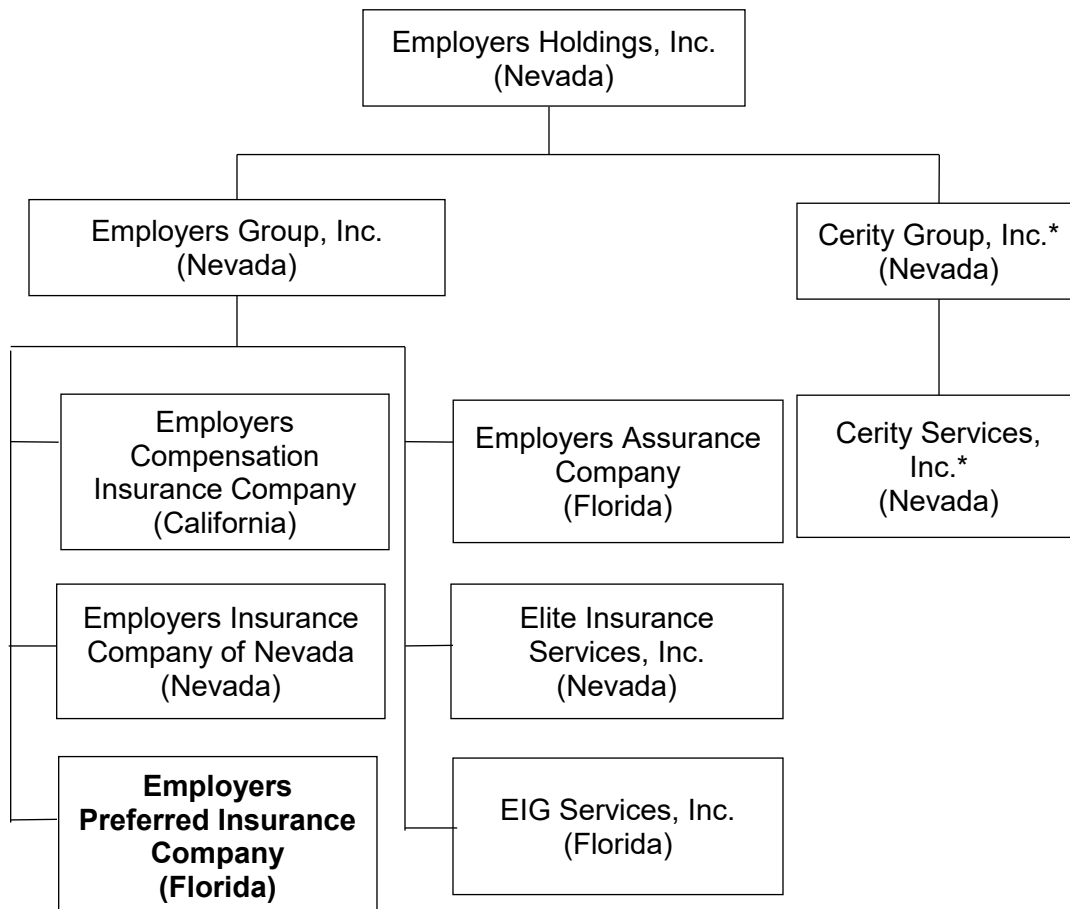 Employers Holdings, Inc.
(Nevada)
Employers Group, Inc.
(Nevada)
Cerity Group, Inc.*
(Nevada)
Employers
Compensation
Insurance Company
(California)
Employers Assurance
Company
(Florida)
Cerity Services,
Inc.*
(Nevada)
Employers Insurance
Company of Nevada
(Nevada)
Elite Insurance
Services, Inc.
(Nevada)
Employers
Preferred Insurance
Company
(Florida)
EIG Services, Inc.
(Florida)